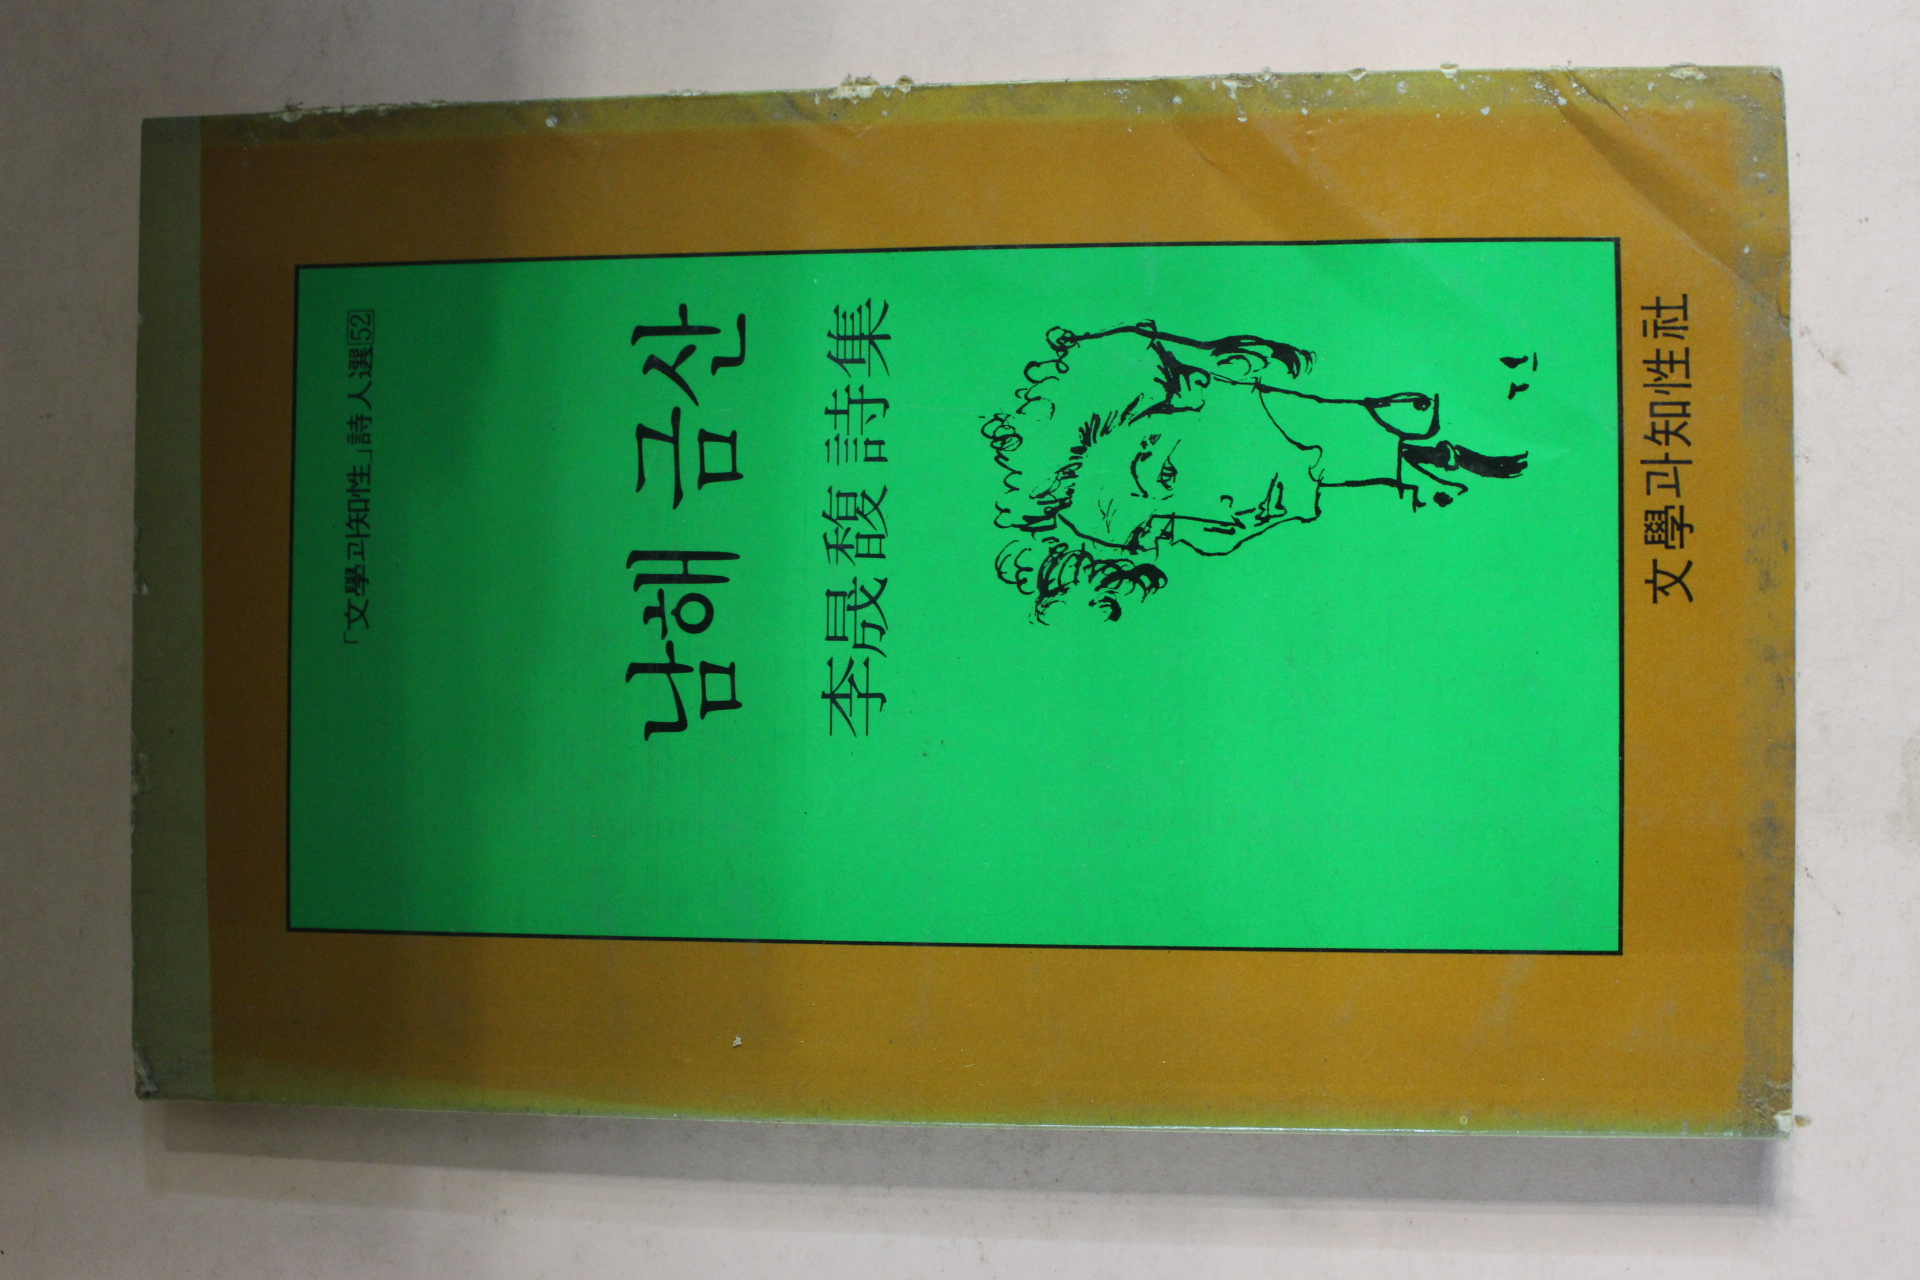 「文學과知性」詩人選 52
남해 금산
李晟馥 詩集
文學과知性社